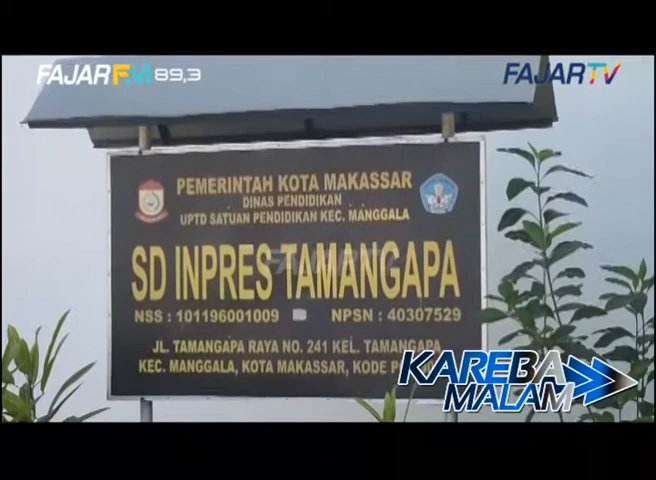 FAJAR FM 89,3
FAJAR TV
PEMERINTAH KOTA MAKASSAR
DINAS PENDIDIKAN
UPTD SATUAN PENDIDIKAN KEC. MANGGALA
SD INPRES TAMANGAPA
NSS : 101196001009 NPSN : 40307529
JL. TAMANGAPA RAYA NO. 241 KEL. TAMANGAPA
KEC. MANGGALA, KOTA MAKASSAR, KODE
KAREBA
MALAM